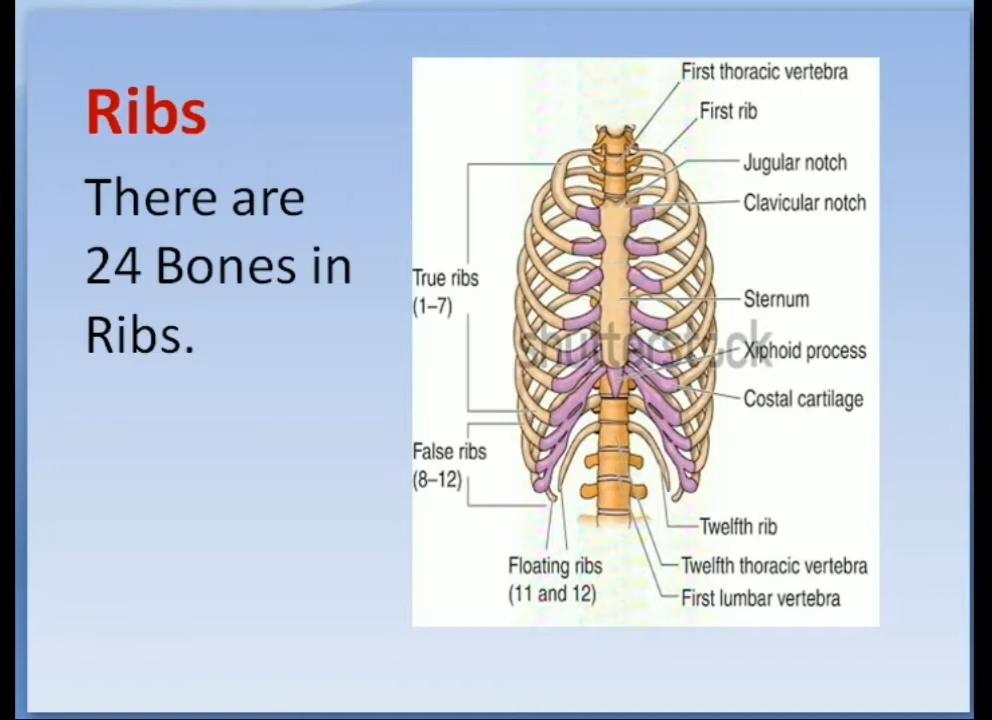 Ribs
There are
24 Bones in
Ribs.
First thoracic vertebra
First rib
Jugular notch
Clavicular notch
True ribs
(1–7)
Sternum
shutterstock
Xiphoid process
Costal cartilage
False ribs
(8–12)
Twelfth rib
Floating ribs
(11 and 12)
Twelfth thoracic vertebra
First lumbar vertebra